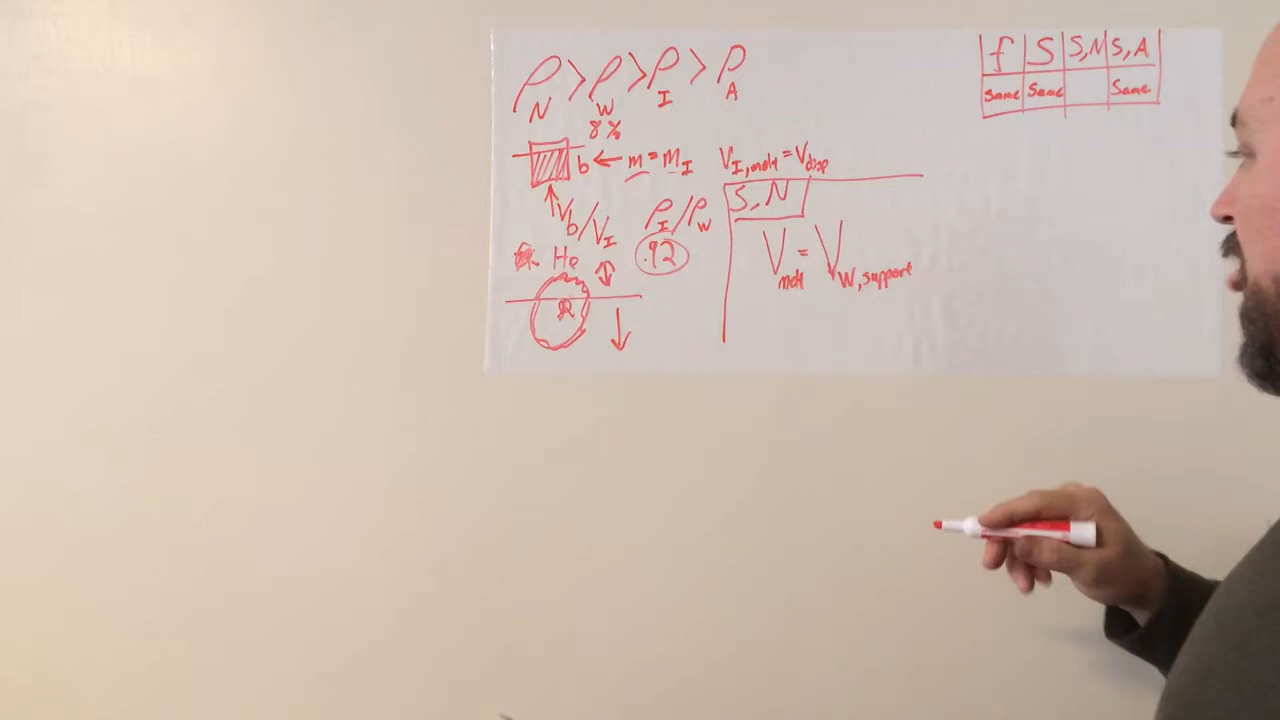 ρ_N > ρ_W > ρ_I > ρ_A
8%
b ← m = m_I
V_b/V_I ρ_I/ρ_W
.92
He
R
V_I,melt = V_disp
S, N
V_melt = V_W,support
f S S,N S,A
Same Same Same